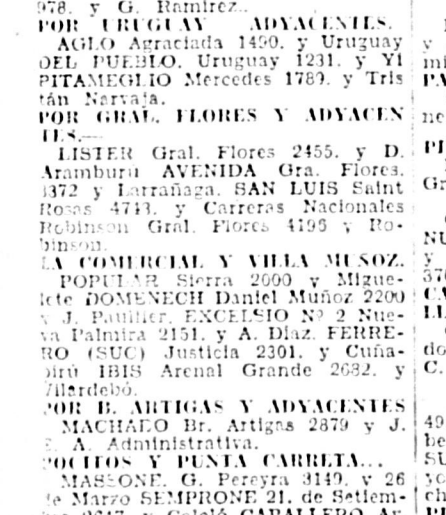 978. y G. Ramirez..
POR URUGUAY ADYACENTES.
AGLO Agraciada 1490. y Uruguay
DEL PUEBLO. Uruguay 1231. y Yi
PITAMEGLIO Mercedes 1789. y Tris
tán Narvaja.
POR GRAL. FLORES Y ADYACEN
TES.—
LISTER Gral. Flores 2455. y D.
Aramburú AVENIDA Gra. Flores.
3372 y Larrañaga. SAN LUIS Saint
Rosas 4743. y Carreras Nacionales
Robinson Gral. Flores 4196 y Ro-
binson.
LA COMERCIAL Y VILLA MUÑOZ.
POPULAR Sierra 2000 y Migue-
lete DOMENECH Daniel Muñoz 2200
y J. Paullier. EXCELSIO Nº 2 Nue-
va Palmira 2151. y A. Diaz. FERRE-
RO (SUC) Justicia 2301. y Cuña-
pirú IBIS Arenal Grande 2682. y
Vilardebó.
POR B. ARTIGAS Y ADYACENTES
MACHADO Br. Artigas 2879 y J.
A. Administrativa.
POCITOS Y PUNTA CARRETA...
MASSONE. G. Pereyra 3149. y 26
de Marzo SEMPRONE 21. de Setiem-